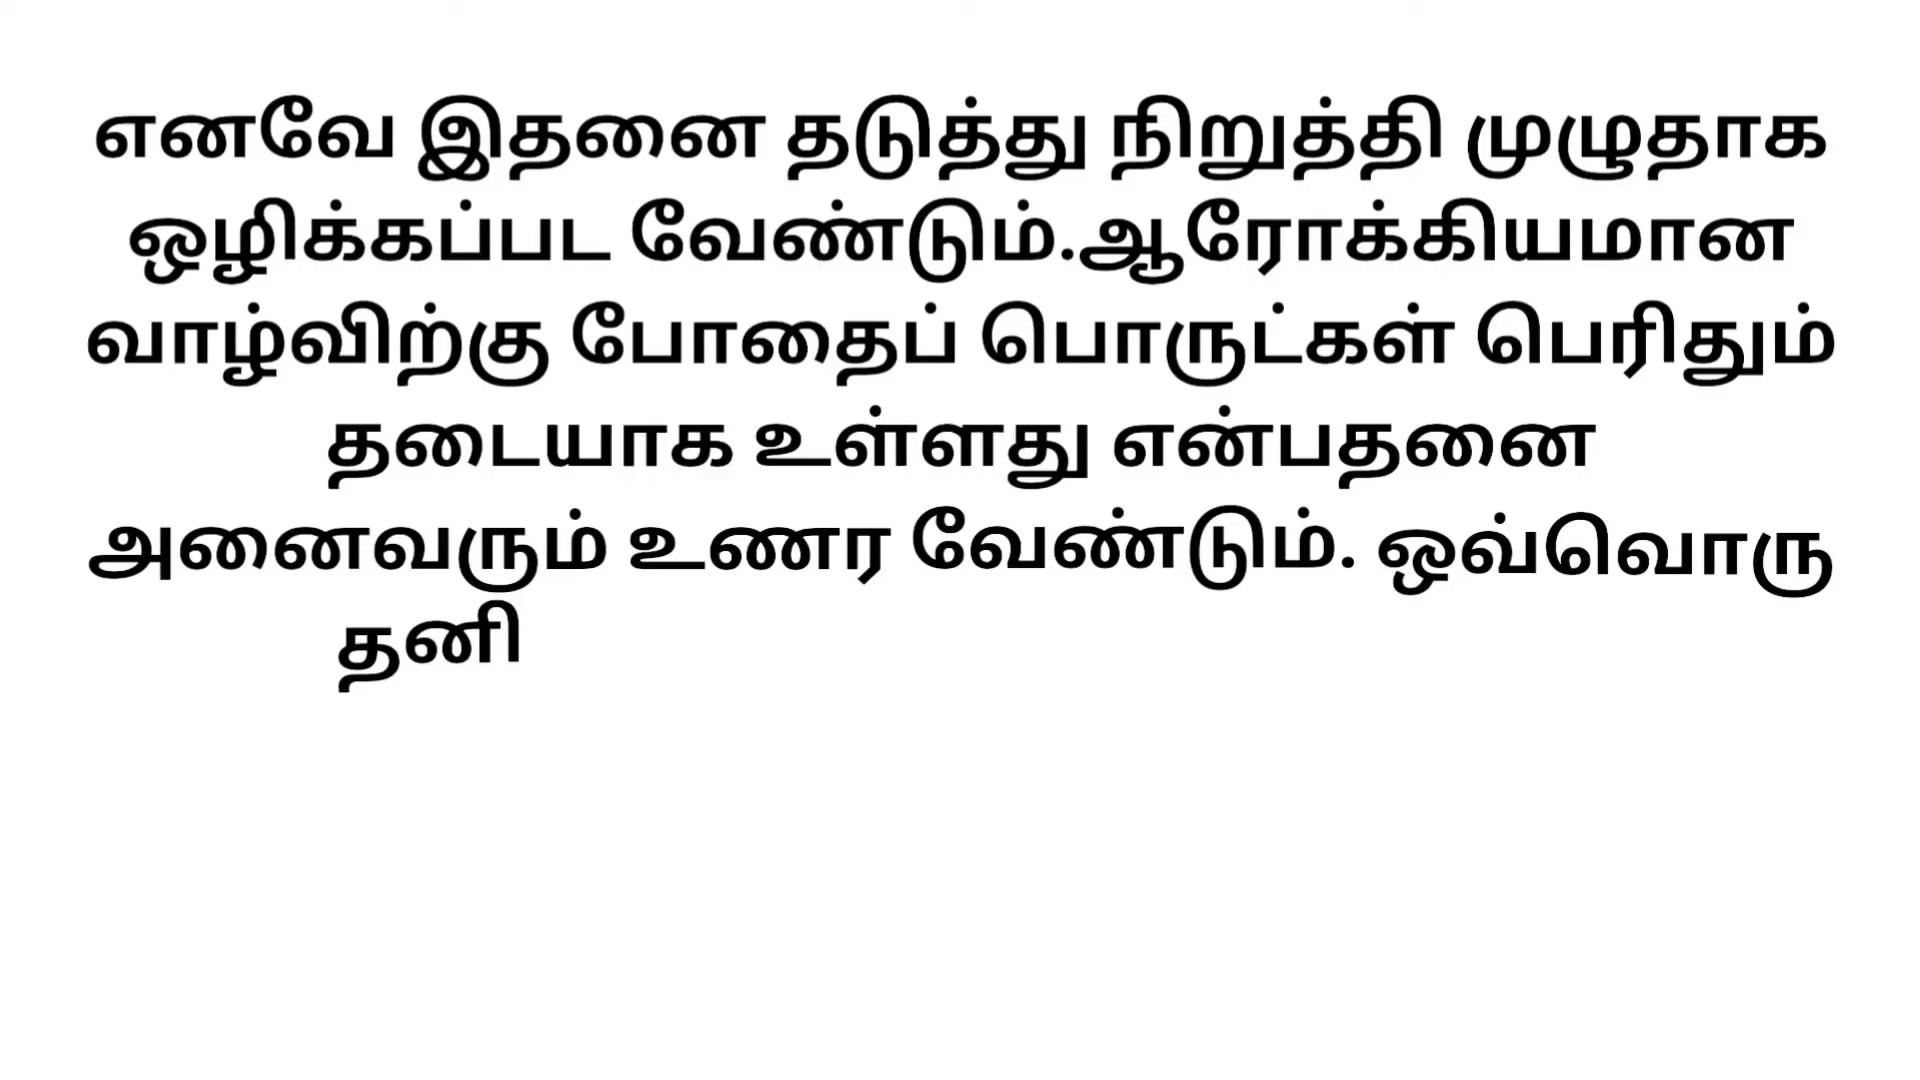 எனவே இதனை தடுத்து நிறுத்தி முழுதாக
ஒழிக்கப்பட வேண்டும்.ஆரோக்கியமான
வாழ்விற்கு போதைப் பொருட்கள் பெரிதும்
தடையாக உள்ளது என்பதனை
அனைவரும் உணர வேண்டும். ஒவ்வொரு
தனி